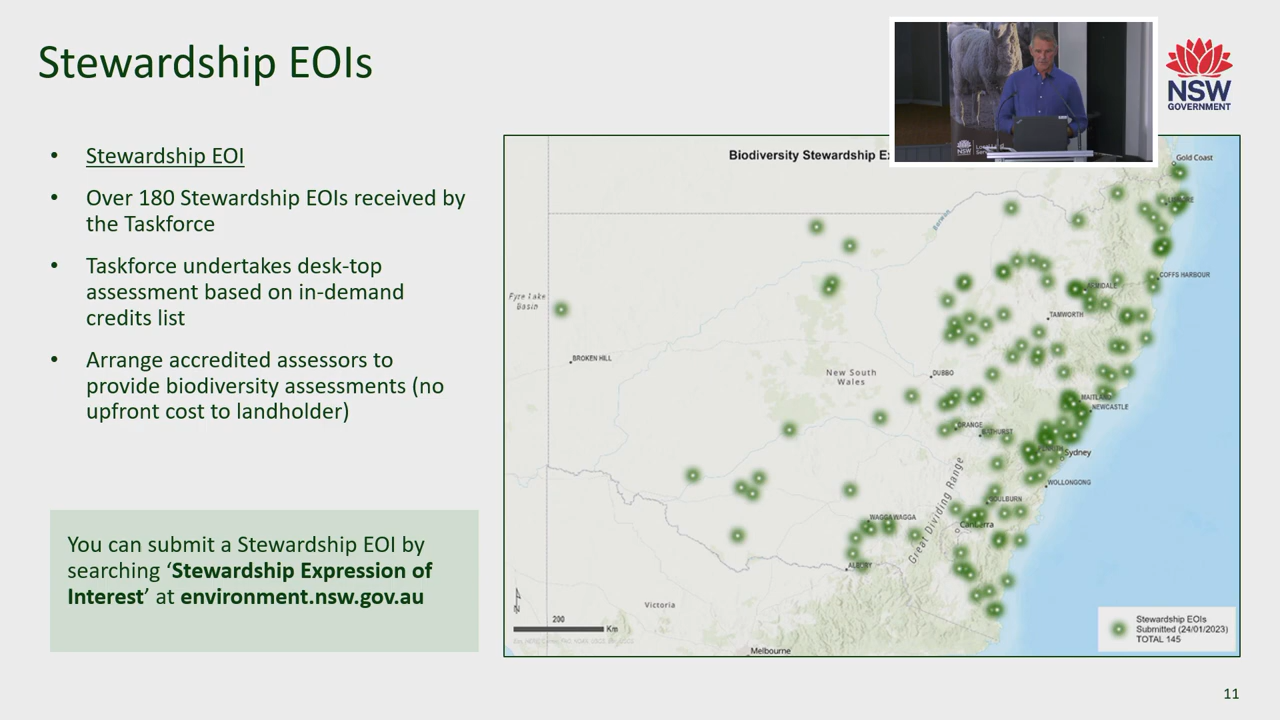 Stewardship EOIs
NSW
GOVERNMENT
• Stewardship EOI
• Over 180 Stewardship EOIs received by
the Taskforce
• Taskforce undertakes desk-top
assessment based on in-demand
credits list
• Arrange accredited assessors to
provide biodiversity assessments (no
upfront cost to landholder)
You can submit a Stewardship EOI by
searching ‘Stewardship Expression of
Interest’ at environment.nsw.gov.au
NSW
Biodiversity Stewardship
Gold Coast
Barwon
COFFS HARBOUR
ARMIDALE
Eyre Lake
Basin
TAMWORTH
BROKEN HILL
New South
Wales
DUBBO
MAITLAND
NEWCASTLE
ORANGE
BATHURST
Sydney
WOLLONGONG
Great Dividing Range
GOULBURN
WAGGA WAGGA
Canberra
ALBURY
N
Victoria
200
Km
Melbourne
Stewardship EOIs
Submitted (24/01/2023)
TOTAL 145
11